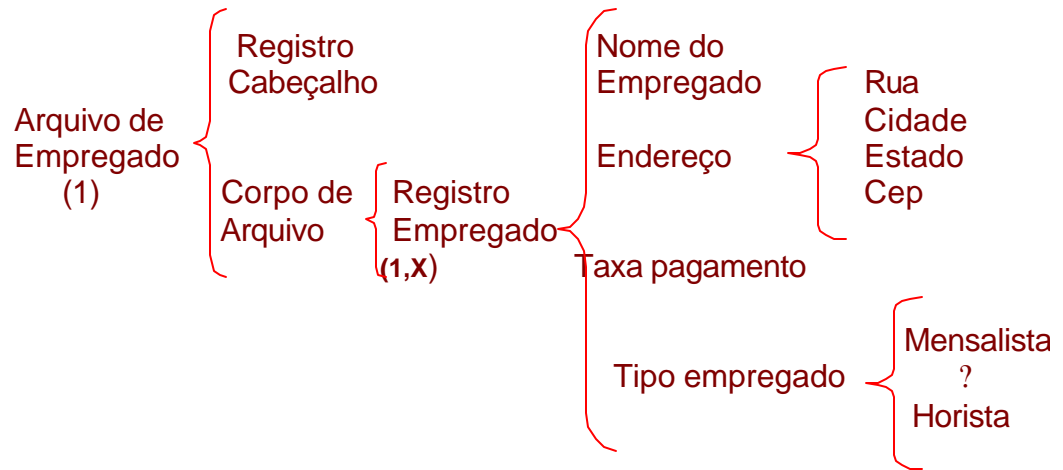 Arquivo de
Empregado
(1)
Registro
Cabeçalho
Corpo de
Arquivo
Registro
Empregado
(1,X)
Nome do
Empregado
Endereço
Rua
Cidade
Estado
Cep
Taxa pagamento
Tipo empregado
Mensalista
?
Horista